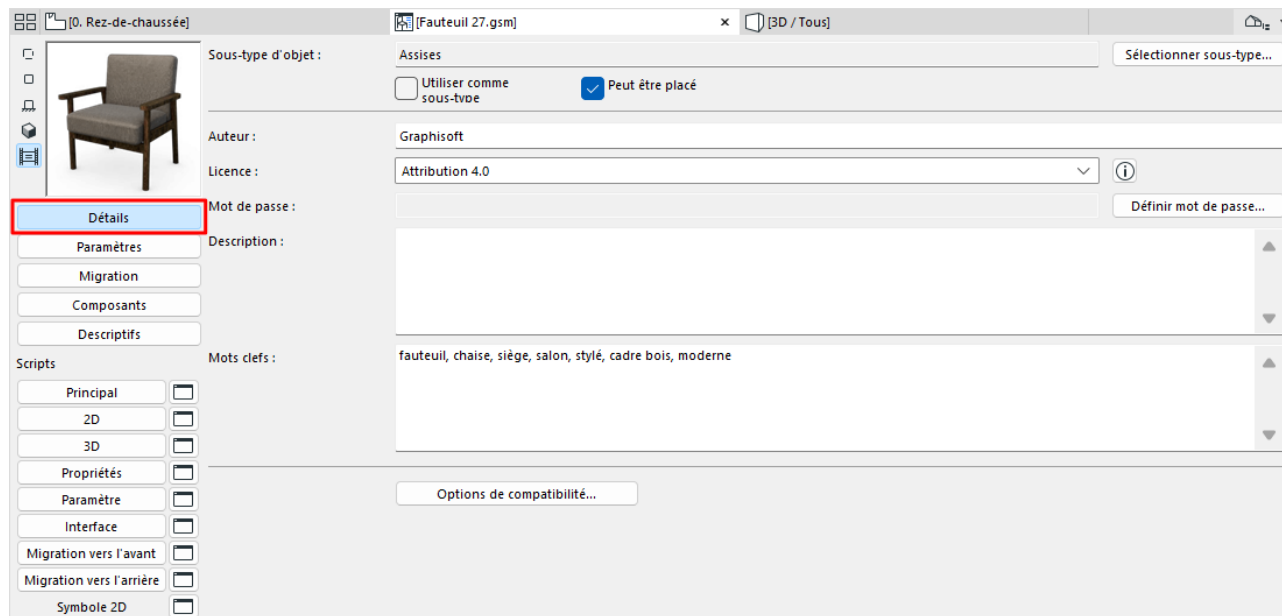 [0. Rez-de-chaussée]
[Fauteuil 27.gsm]
[3D / Tous]
Sous-type d'objet :
Assises
Sélectionner sous-type...
Utiliser comme
sous-type
Peut être placé
Auteur :
Graphisoft
Licence :
Attribution 4.0
Mot de passe :
Définir mot de passe...
Description :
Mots clefs :
fauteuil, chaise, siège, salon, stylé, cadre bois, moderne
Options de compatibilité...
Détails
Paramètres
Migration
Composants
Descriptifs
Scripts
Principal
2D
3D
Propriétés
Paramètre
Interface
Migration vers l'avant
Migration vers l'arrière
Symbole 2D